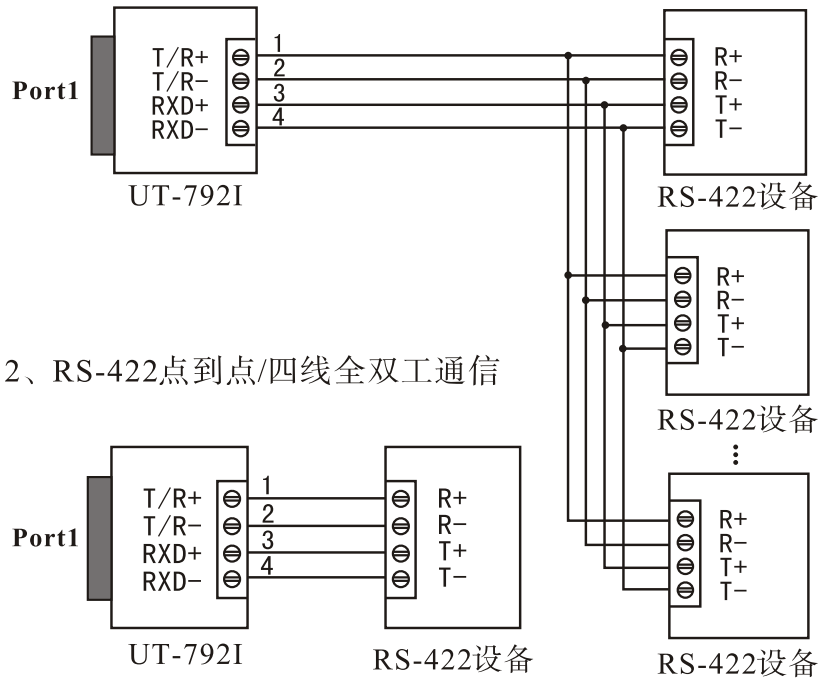 Port1
T/R+
T/R-
RXD+
RXD-
1
2
3
4
UT-792I
R+
R-
T+
T-
RS-422设备
R+
R-
T+
T-
RS-422设备
⋮
R+
R-
T+
T-
RS-422设备
2、RS-422点到点/四线全双工通信
Port1
T/R+
T/R-
RXD+
RXD-
1
2
3
4
UT-792I
R+
R-
T+
T-
RS-422设备